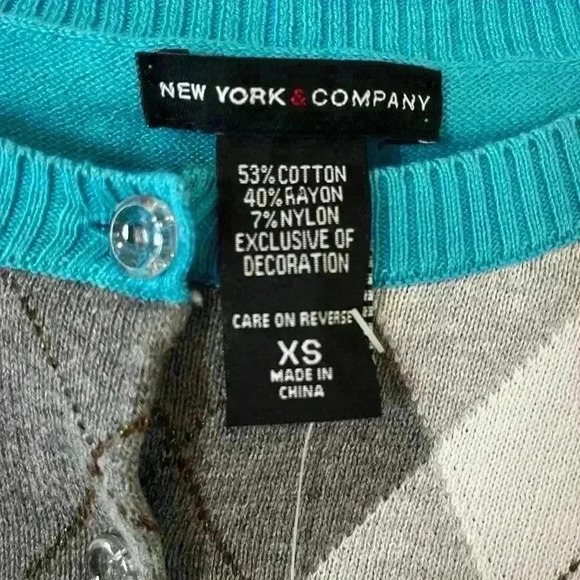 NEW YORK & COMPANY
53% COTTON
40% RAYON
7% NYLON
EXCLUSIVE OF
DECORATION
CARE ON REVERSE
XS
MADE IN
CHINA